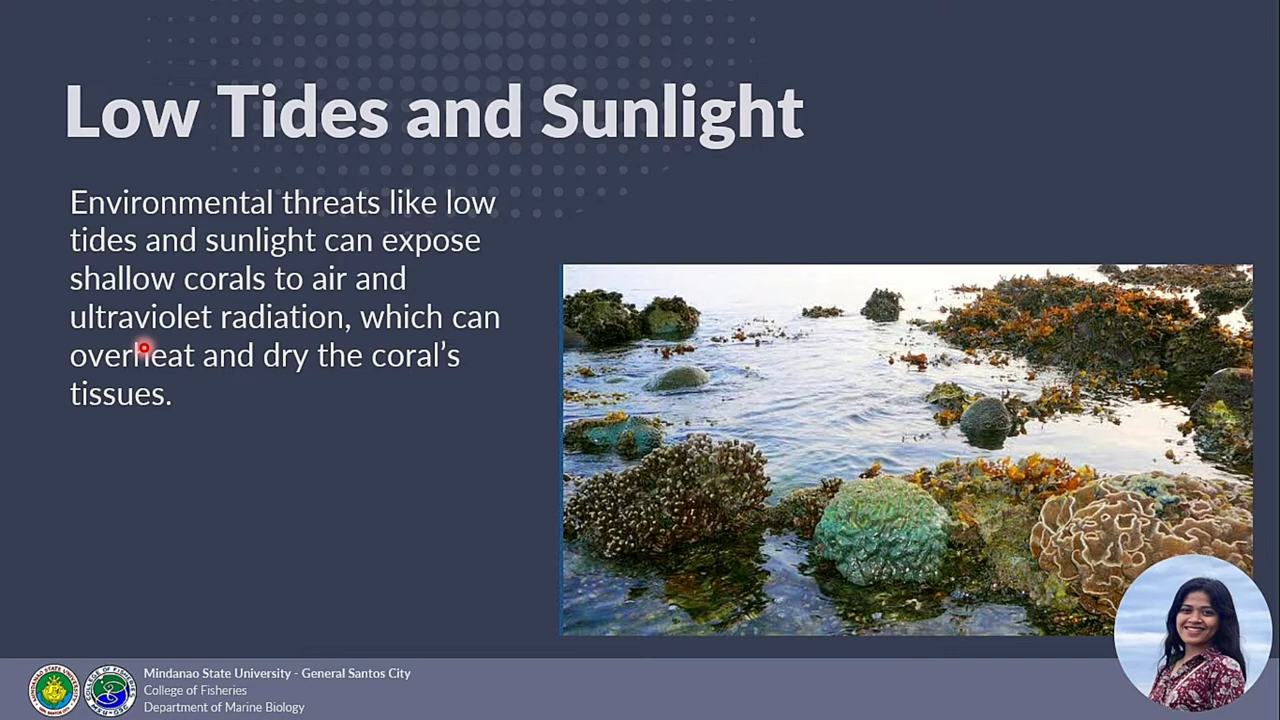 Low Tides and Sunlight
Environmental threats like low
tides and sunlight can expose
shallow corals to air and
ultraviolet radiation, which can
overheat and dry the coral’s
tissues.
Mindanao State University - General Santos City
College of Fisheries
Department of Marine Biology